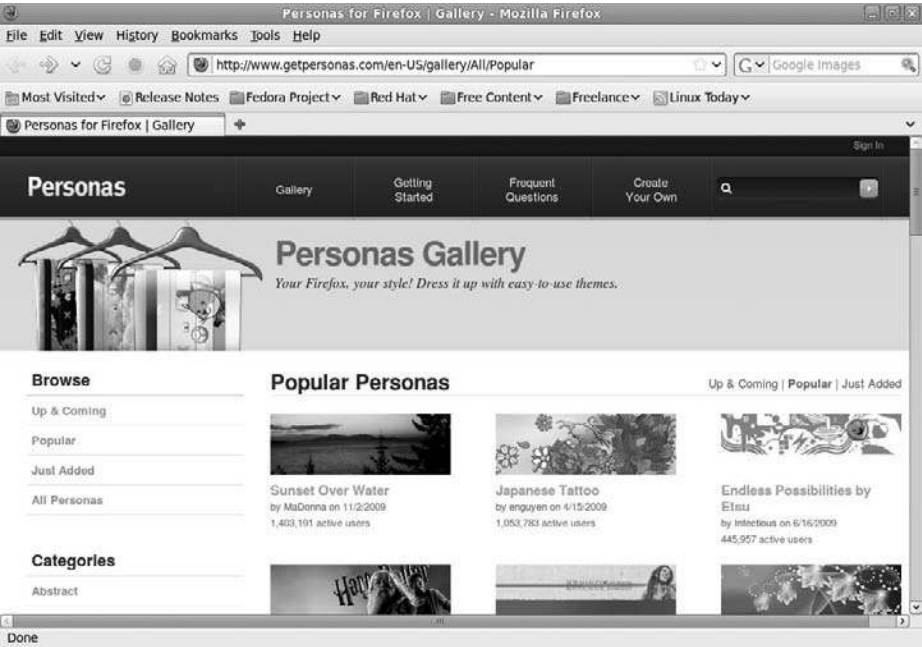 Personas for Firefox | Gallery - Mozilla Firefox
File Edit View History Bookmarks Tools Help
http://www.getpersonas.com/en-US/gallery/All/Popular
G Google Images
Most Visited Release Notes Fedora Project Red Hat Free Content Freelance Linux Today
Personas for Firefox | Gallery
Sign In
Personas
Gallery
Getting Started
Frequent Questions
Create Your Own
Personas Gallery
Your Firefox, your style! Dress it up with easy-to-use themes.
Browse
Up & Coming
Popular
Just Added
All Personas
Categories
Abstract
Popular Personas
Up & Coming | Popular | Just Added
Sunset Over Water
by MaDonna on 11/2/2009
1,403,191 active users
Japanese Tattoo
by enguyen on 4/15/2009
1,053,783 active users
Endless Possibilities by
Etsu
by Infectious on 6/16/2009
445,957 active users
Harry
Done